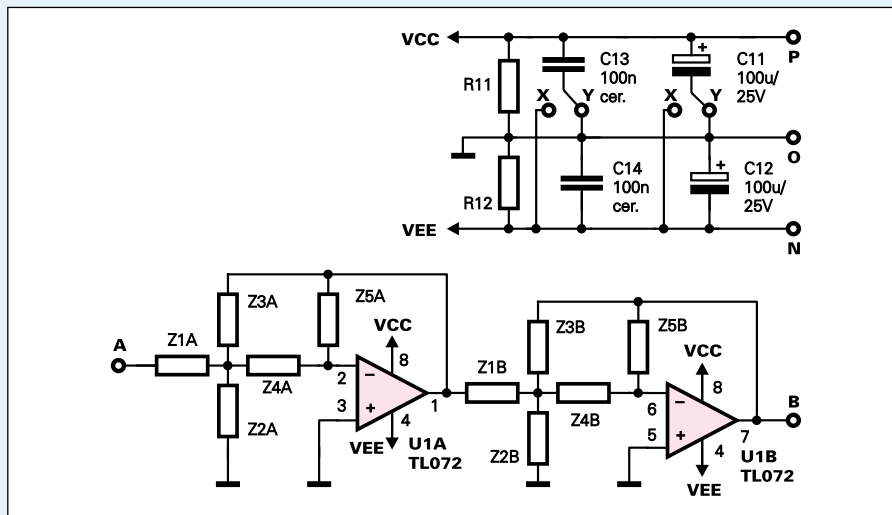 VCC
P
C13
100n
cer.
C11
100u/
25V
+
R11
X
Y
X
Y
O
R12
C14
100n
cer.
+
C12
100u/
25V
VEE
N
Z3A
Z5A
A
Z1A
VCC
8
Z4A
2
–
3
+
1
4
Z2A
VEE
U1A
TL072
Z3B
Z5B
Z1B
VCC
8
Z4B
6
–
B
5
+
7
4
Z2B
U1B
TL072
VEE